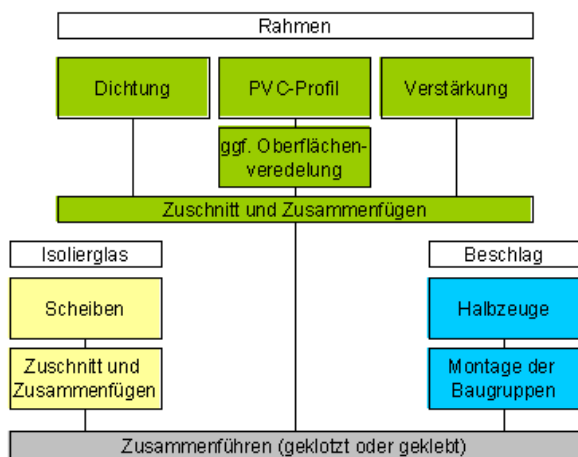 Rahmen
Dichtung
PVC-Profil
Verstärkung
ggf. Oberflächen-
veredelung
Zuschnitt und Zusammenfügen
Isolierglas
Beschlag
Scheiben
Halbzeuge
Zuschnitt und
Zusammenfügen
Montage der
Baugruppen
Zusammenführen (geklotzt oder geklebt)